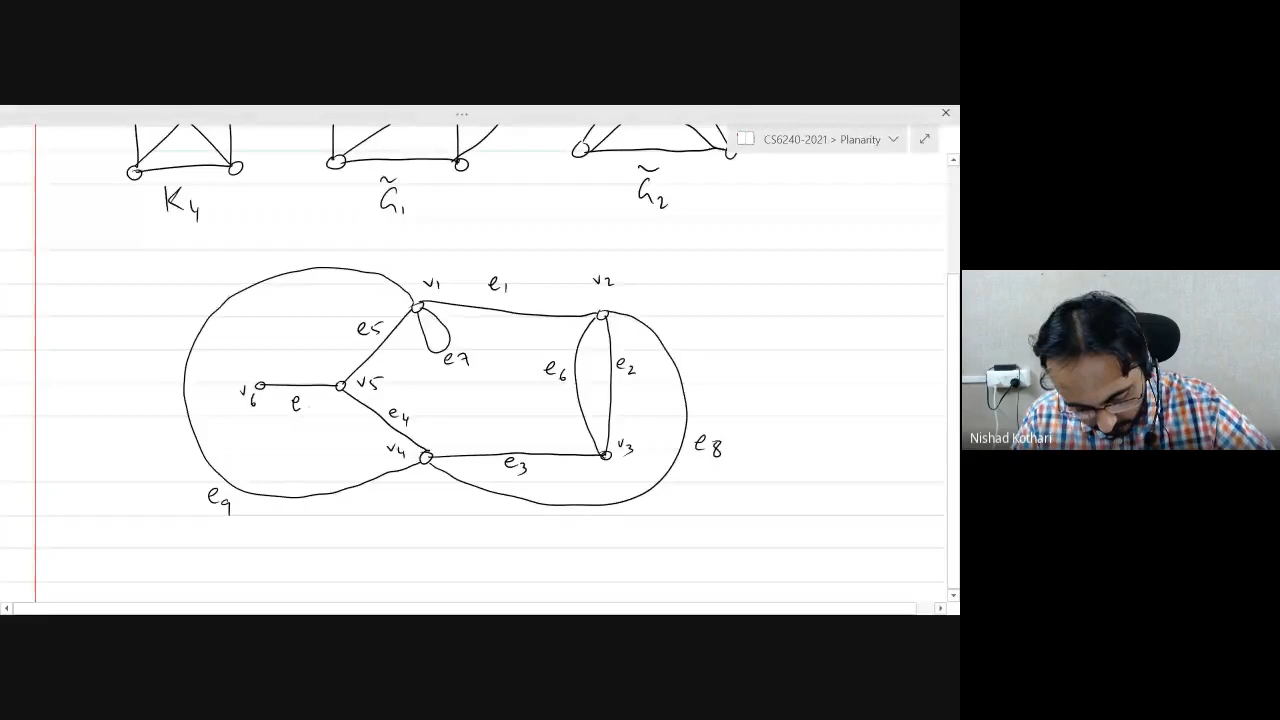 CS6240-2021 > Planarity
K4
G̃1
G̃2
v1
e1
v2
e5
e7
e6
e2
v6
v5
e
e4
v4
v3
e3
e8
e9
Nishad Kothari